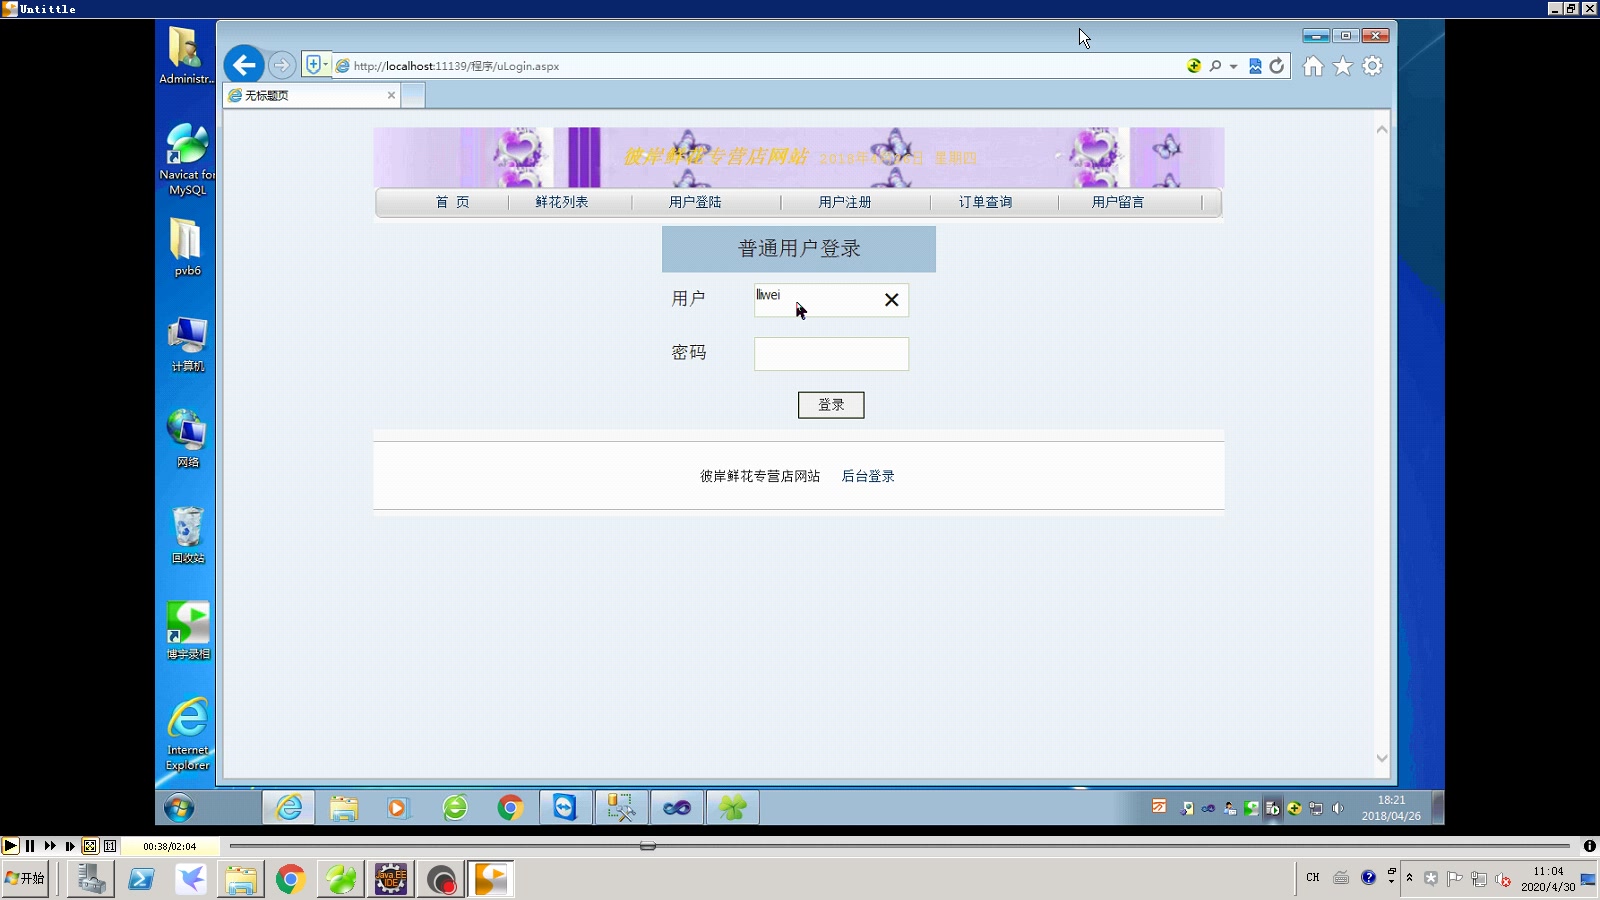 Untittle
Administr...
http://localhost:11139/程序/uLogin.aspx
无标题页
彼岸鲜花专营店网站 2018年4月26日 星期四
首 页 鲜花列表 用户登陆 用户注册 订单查询 用户留言
普通用户登录
用户 lliwei
密码
登录
彼岸鲜花专营店网站 后台登录
Navicat for
MySQL
pvb6
计算机
网络
回收站
博宇录相
Internet
Explorer
18:21
2018/04/26
00:38/02:04
开始
Java EE
IDE
CH
11:04
2020/4/30